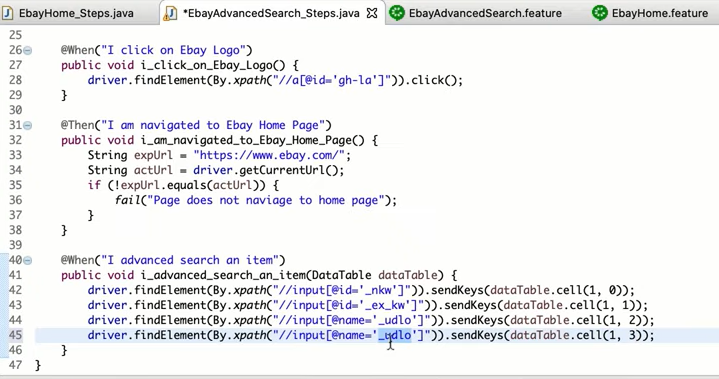 EbayHome_Steps.java *EbayAdvancedSearch_Steps.java EbayAdvancedSearch.feature EbayHome.feature
25
26 @When("I click on Ebay Logo")
27 public void i_click_on_Ebay_Logo() {
28 driver.findElement(By.xpath("//a[@id='gh-la']")).click();
29 }
30
31 @Then("I am navigated to Ebay Home Page")
32 public void i_am_navigated_to_Ebay_Home_Page() {
33 String expUrl = "https://www.ebay.com/";
34 String actUrl = driver.getCurrentUrl();
35 if (!expUrl.equals(actUrl)) {
36 fail("Page does not naviage to home page");
37 }
38 }
39
40 @When("I advanced search an item")
41 public void i_advanced_search_an_item(DataTable dataTable) {
42 driver.findElement(By.xpath("//input[@id='_nkw']")).sendKeys(dataTable.cell(1, 0));
43 driver.findElement(By.xpath("//input[@id='_ex_kw']")).sendKeys(dataTable.cell(1, 1));
44 driver.findElement(By.xpath("//input[@name='_udlo']")).sendKeys(dataTable.cell(1, 2));
45 driver.findElement(By.xpath("//input[@name='_udlo']")).sendKeys(dataTable.cell(1, 3));
46 }
47 }